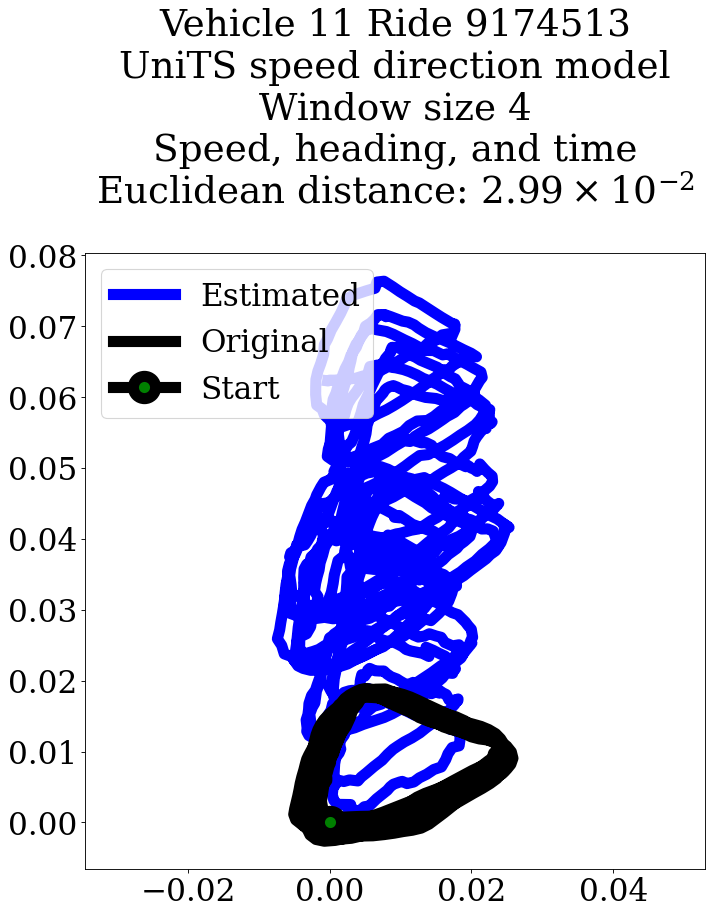 Vehicle 11 Ride 9174513
UniTS speed direction model
Window size 4
Speed, heading, and time
Euclidean distance: 2.99 × 10⁻²
0.08
0.07
0.06
0.05
0.04
0.03
0.02
0.01
0.00
Estimated
Original
Start
−0.02 0.00 0.02 0.04